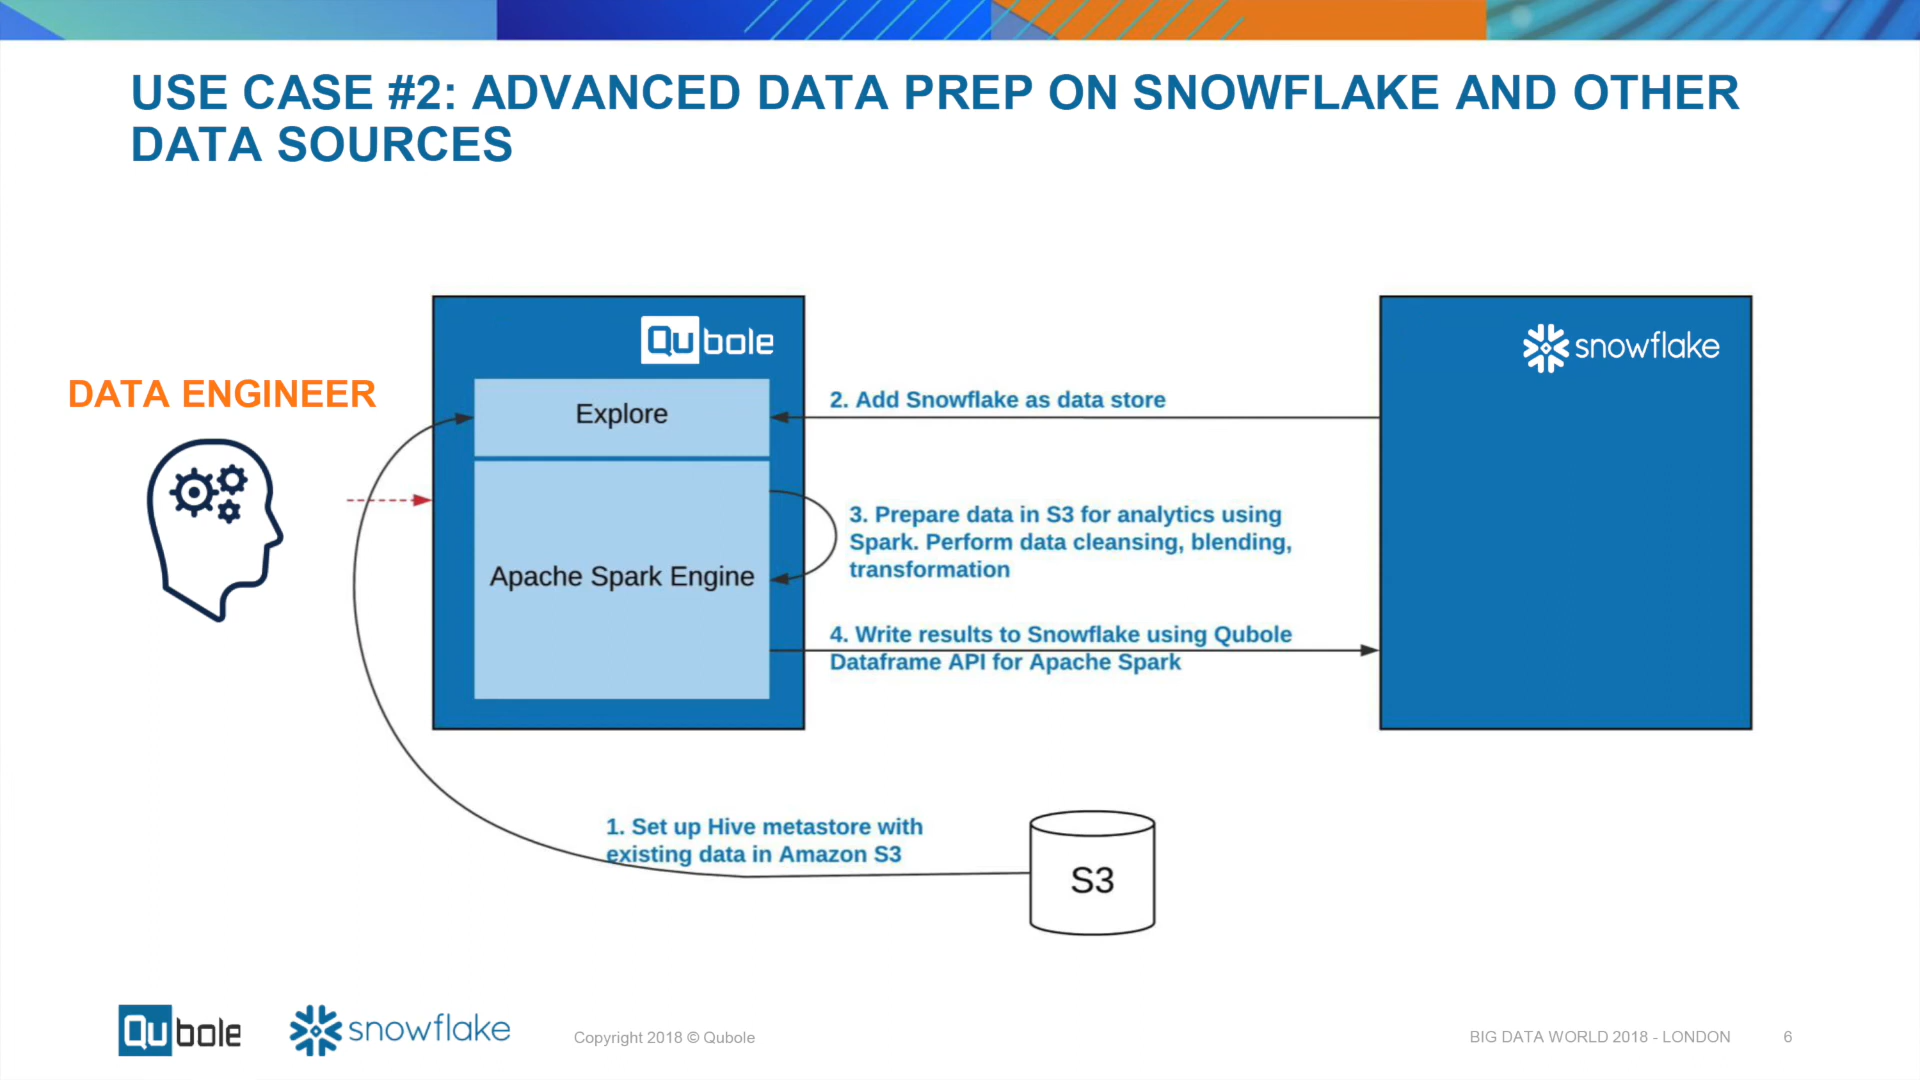 USE CASE #2: ADVANCED DATA PREP ON SNOWFLAKE AND OTHER
DATA SOURCES
Qubole
snowflake
DATA ENGINEER
Explore
2. Add Snowflake as data store
3. Prepare data in S3 for analytics using
Spark. Perform data cleansing, blending,
transformation
Apache Spark Engine
4. Write results to Snowflake using Qubole
Dataframe API for Apache Spark
1. Set up Hive metastore with
existing data in Amazon S3
S3
Qubole
snowflake
Copyright 2018 © Qubole
BIG DATA WORLD 2018 - LONDON
6